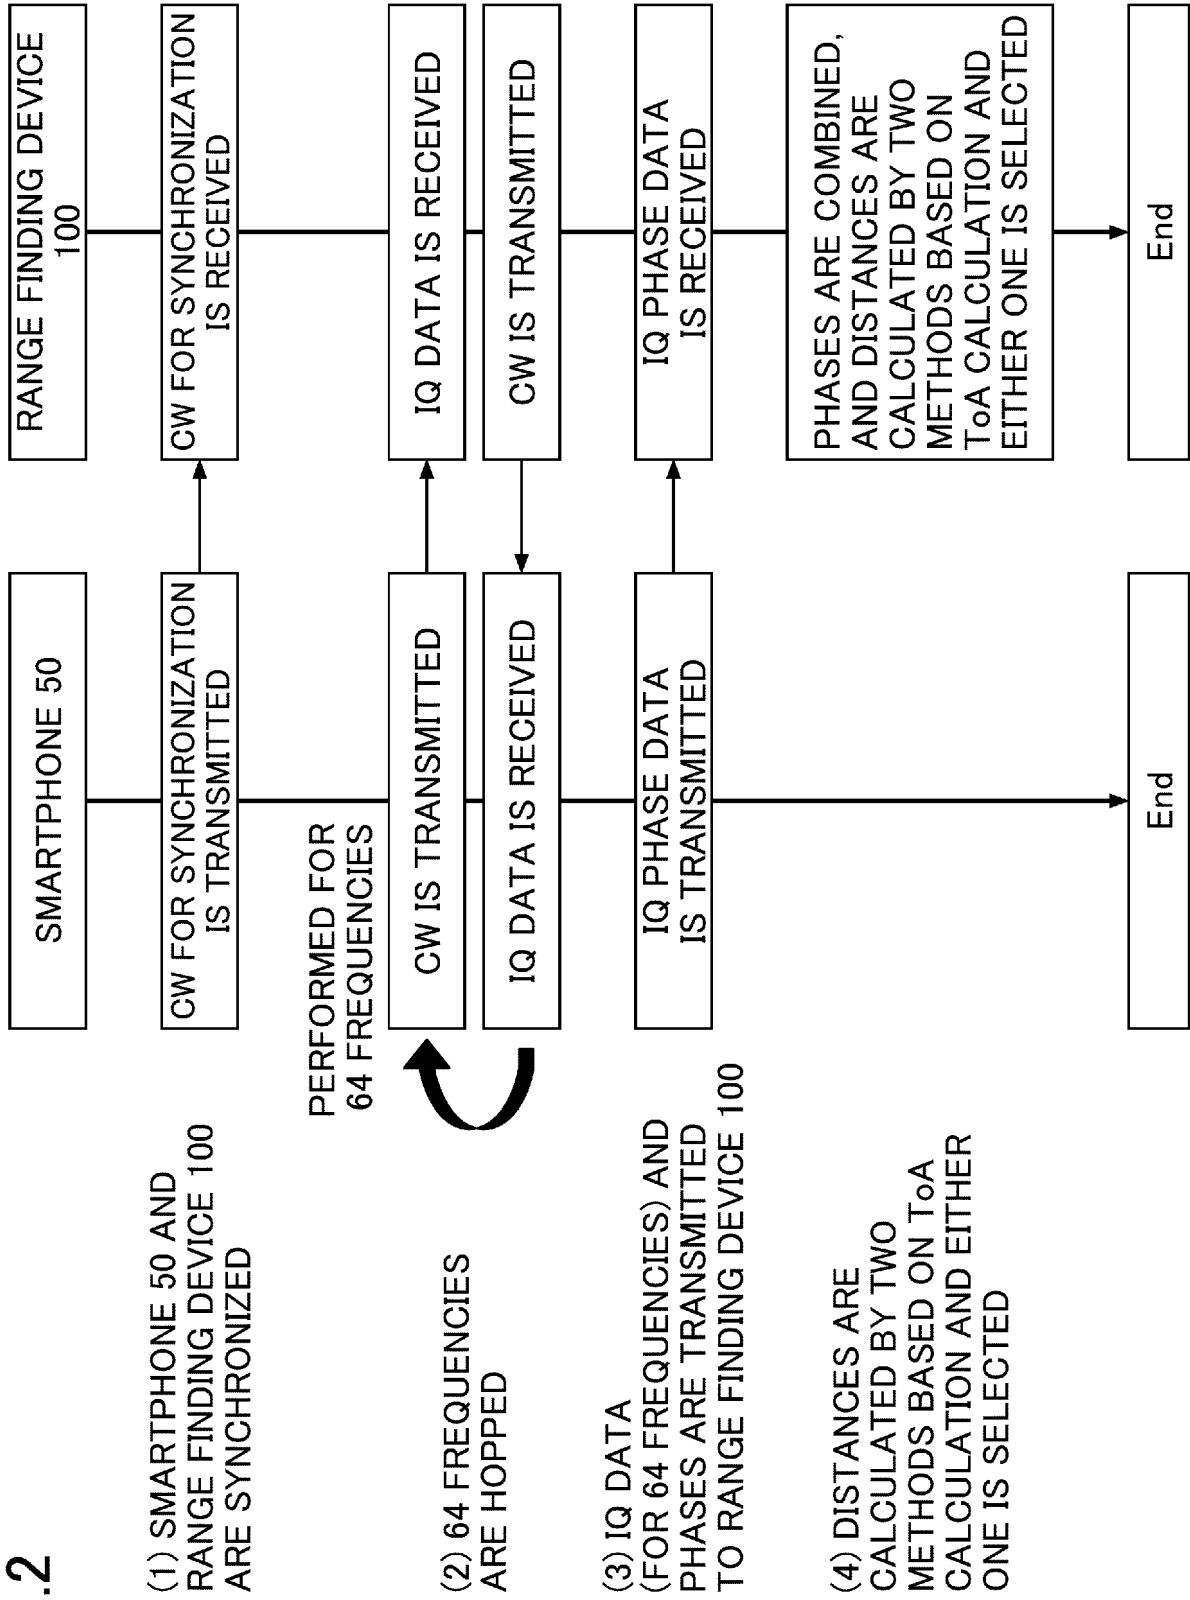 .2
SMARTPHONE 50
RANGE FINDING DEVICE
100
(1) SMARTPHONE 50 AND
RANGE FINDING DEVICE 100
ARE SYNCHRONIZED
CW FOR SYNCHRONIZATION
IS TRANSMITTED
CW FOR SYNCHRONIZATION
IS RECEIVED
PERFORMED FOR
64 FREQUENCIES
(2) 64 FREQUENCIES
ARE HOPPED
CW IS TRANSMITTED
IQ DATA IS RECEIVED
IQ DATA IS RECEIVED
CW IS TRANSMITTED
(3) IQ DATA
(FOR 64 FREQUENCIES) AND
PHASES ARE TRANSMITTED
TO RANGE FINDING DEVICE 100
IQ PHASE DATA
IS TRANSMITTED
IQ PHASE DATA
IS RECEIVED
(4) DISTANCES ARE
CALCULATED BY TWO
METHODS BASED ON ToA
CALCULATION AND EITHER
ONE IS SELECTED
PHASES ARE COMBINED,
AND DISTANCES ARE
CALCULATED BY TWO
METHODS BASED ON
ToA CALCULATION AND
EITHER ONE IS SELECTED
End
End